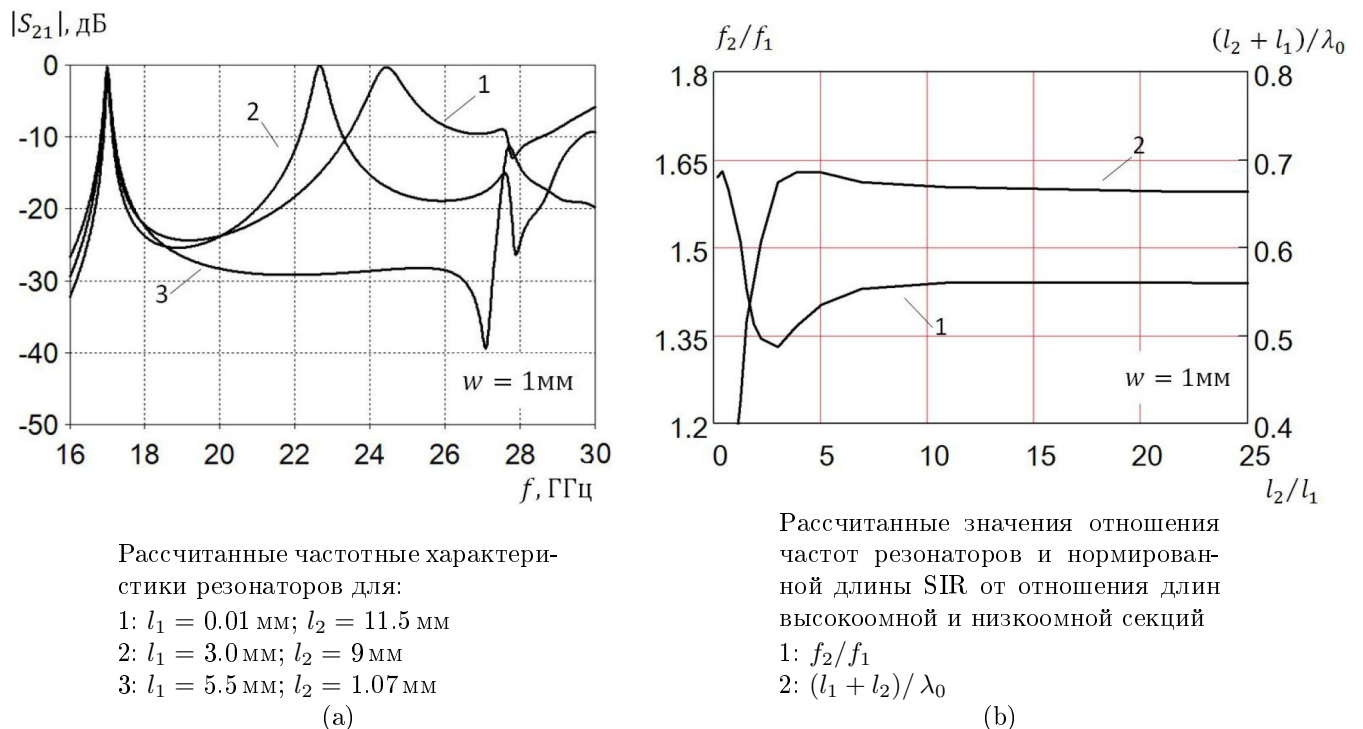 |S₂₁|, дБ
0
-10
-20
-30
-40
-50
1
2
3
w = 1мм
16 18 20 22 24 26 28 30
f, ГГц
Рассчитанные частотные характери-
стики резонаторов для:
1: l₁ = 0.01 мм; l₂ = 11.5 мм
2: l₁ = 3.0 мм; l₂ = 9 мм
3: l₁ = 5.5 мм; l₂ = 1.07 мм
(a)
f₂/f₁
(l₂ + l₁)/λ₀
1.8
1.65
1.5
1.35
1.2
0.8
0.7
0.6
0.5
0.4
2
1
w = 1мм
0 5 10 15 20 25
l₂/l₁
Рассчитанные значения отношения
частот резонаторов и нормирован-
ной длины SIR от отношения длин
высокоомной и низкоомной секций
1: f₂/f₁
2: (l₁ + l₂)/ λ₀
(b)